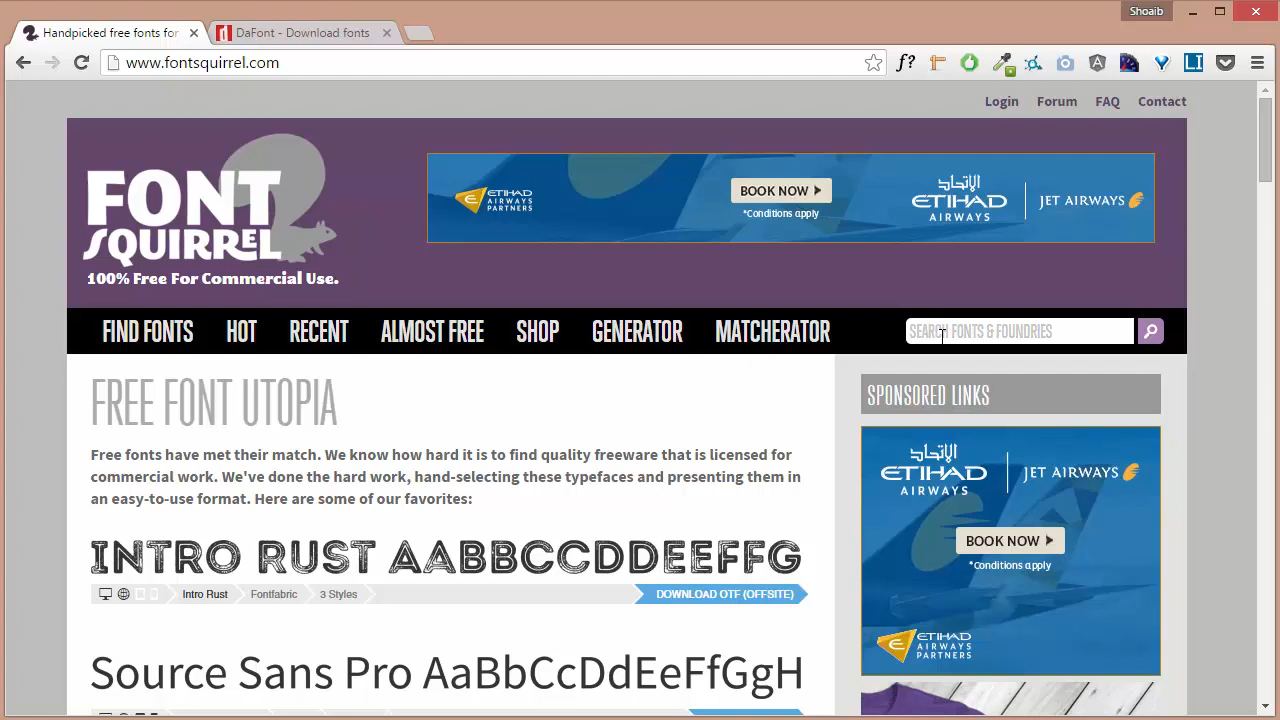 Shoaib
Handpicked free fonts for
DaFont - Download fonts
www.fontsquirrel.com
f?
LI
Login Forum FAQ Contact
FONT
SQUIRREL
100% Free For Commercial Use.
ETIHAD
AIRWAYS
PARTNERS
BOOK NOW
*Conditions apply
الإتحاد
ETIHAD
AIRWAYS
JET AIRWAYS
FIND FONTS HOT RECENT ALMOST FREE SHOP GENERATOR MATCHERATOR
SEARCH FONTS & FOUNDRIES
FREE FONT UTOPIA
Free fonts have met their match. We know how hard it is to find quality freeware that is licensed for
commercial work. We've done the hard work, hand-selecting these typefaces and presenting them in
an easy-to-use format. Here are some of our favorites:
INTRO RUST AABBCCDDEEFFG
Intro Rust Fontfabric 3 Styles DOWNLOAD OTF (OFFSITE)
Source Sans Pro AaBbCcDdEeFfGgH
SPONSORED LINKS
الإتحاد
ETIHAD
AIRWAYS
JET AIRWAYS
BOOK NOW
*Conditions apply
ETIHAD
AIRWAYS
PARTNERS